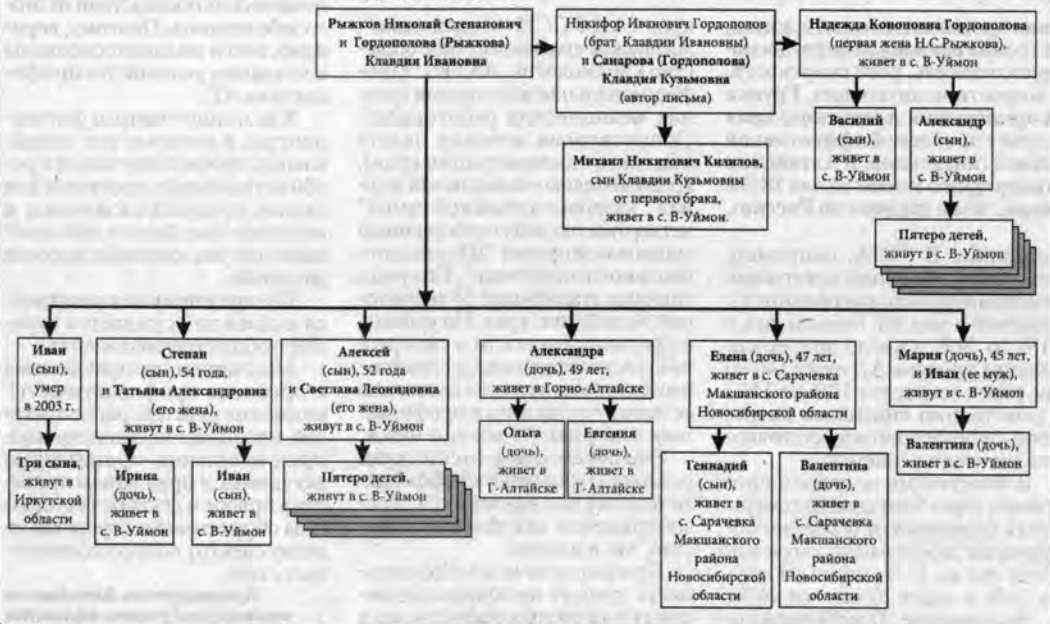 Рыжков Николай Степанович
и Гордополова (Рыжкова)
Клавдия Ивановна
Никифор Иванович Гордополов
(брат Клавдии Ивановны)
и Санарова (Гордополова)
Клавдия Кузьмовна
(автор письма)
Надежда Кононовна Гордополова
(первая жена Н.С.Рыжкова),
живет в с. В-Уймон
Василий
(сын),
живет в
с. В-Уймон
Александр
(сын),
живет в
с. В-Уймон
Михаил Никитович Килилов,
сын Клавдии Кузьмовны
от первого брака,
живет в с. В-Уймон.
Пятеро детей,
живут в с. В-Уймон
Иван
(сын),
умер
в 2003 г.
Степан
(сын), 54 года,
и Татьяна Александровна
(его жена),
живут в с. В-Уймон
Алексей
(сын), 52 года
и Светлана Леонидовна
(его жена),
живут в с. В-Уймон
Александра
(дочь), 49 лет,
живет в Горно-Алтайске
Елена (дочь), 47 лет,
живет в с. Сарачевка
Макшанского района
Новосибирской области
Мария (дочь), 45 лет
и Иван (ее муж),
живут в с. В-Уймон
Три сына,
живут в
Иркутской
области
Ирина
(дочь),
живет в
с. В-Уймон
Иван
(сын),
живет в
с. В-Уймон
Пятеро детей,
живут в с. В-Уймон
Ольга
(дочь),
живет в
Г-Алтайске
Евгения
(дочь),
живет в
Г-Алтайске
Геннадий
(сын),
живет в
с. Сарачевка
Макшанского
района
Новосибирской
области
Валентина
(дочь),
живет в
с. Сарачевка
Макшанского
района
Новосибирской
области
Валентина (дочь),
живет в с. В-Уймон